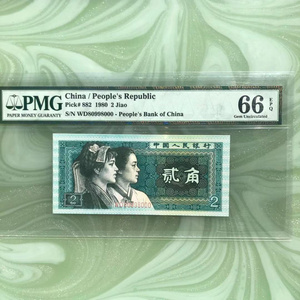 PMG
PAPER MONEY GUARANTY
China / People's Republic
Pick# 882 1980 2 Jiao
S/N WD80998000 - People's Bank of China
66 EPQ
Gem Uncirculated
中国人民银行
贰角
WD80998000
2
2